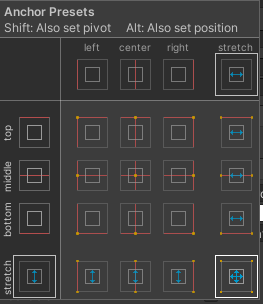 Anchor Presets
Shift: Also set pivot Alt: Also set position
left center right stretch
top
middle
bottom
stretch